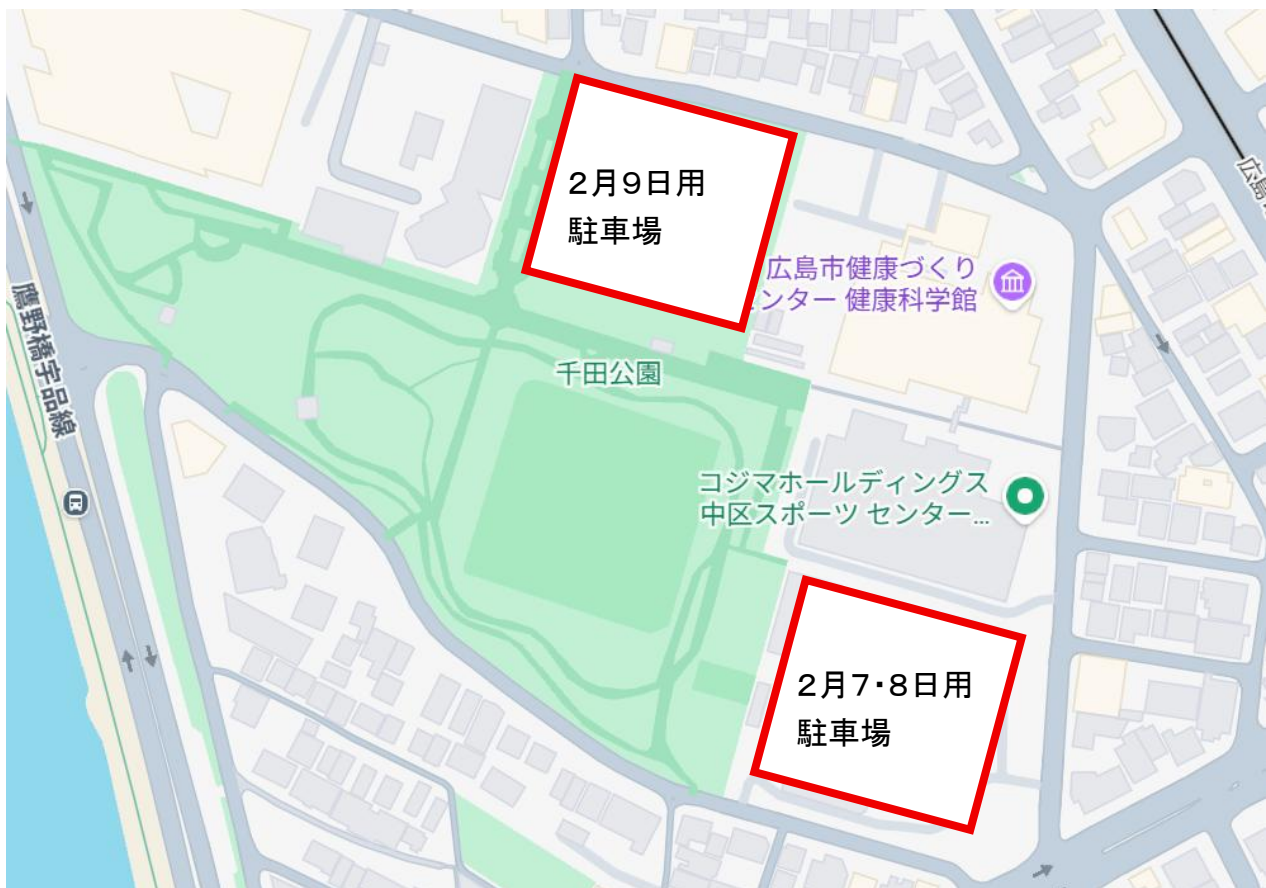 2月9日用
駐車場
広島市健康づくり
ンター 健康科学館
千田公園
鷹野橋宇品線
コジマホールディングス
中区スポーツ センター...
2月7・8日用
駐車場
広島